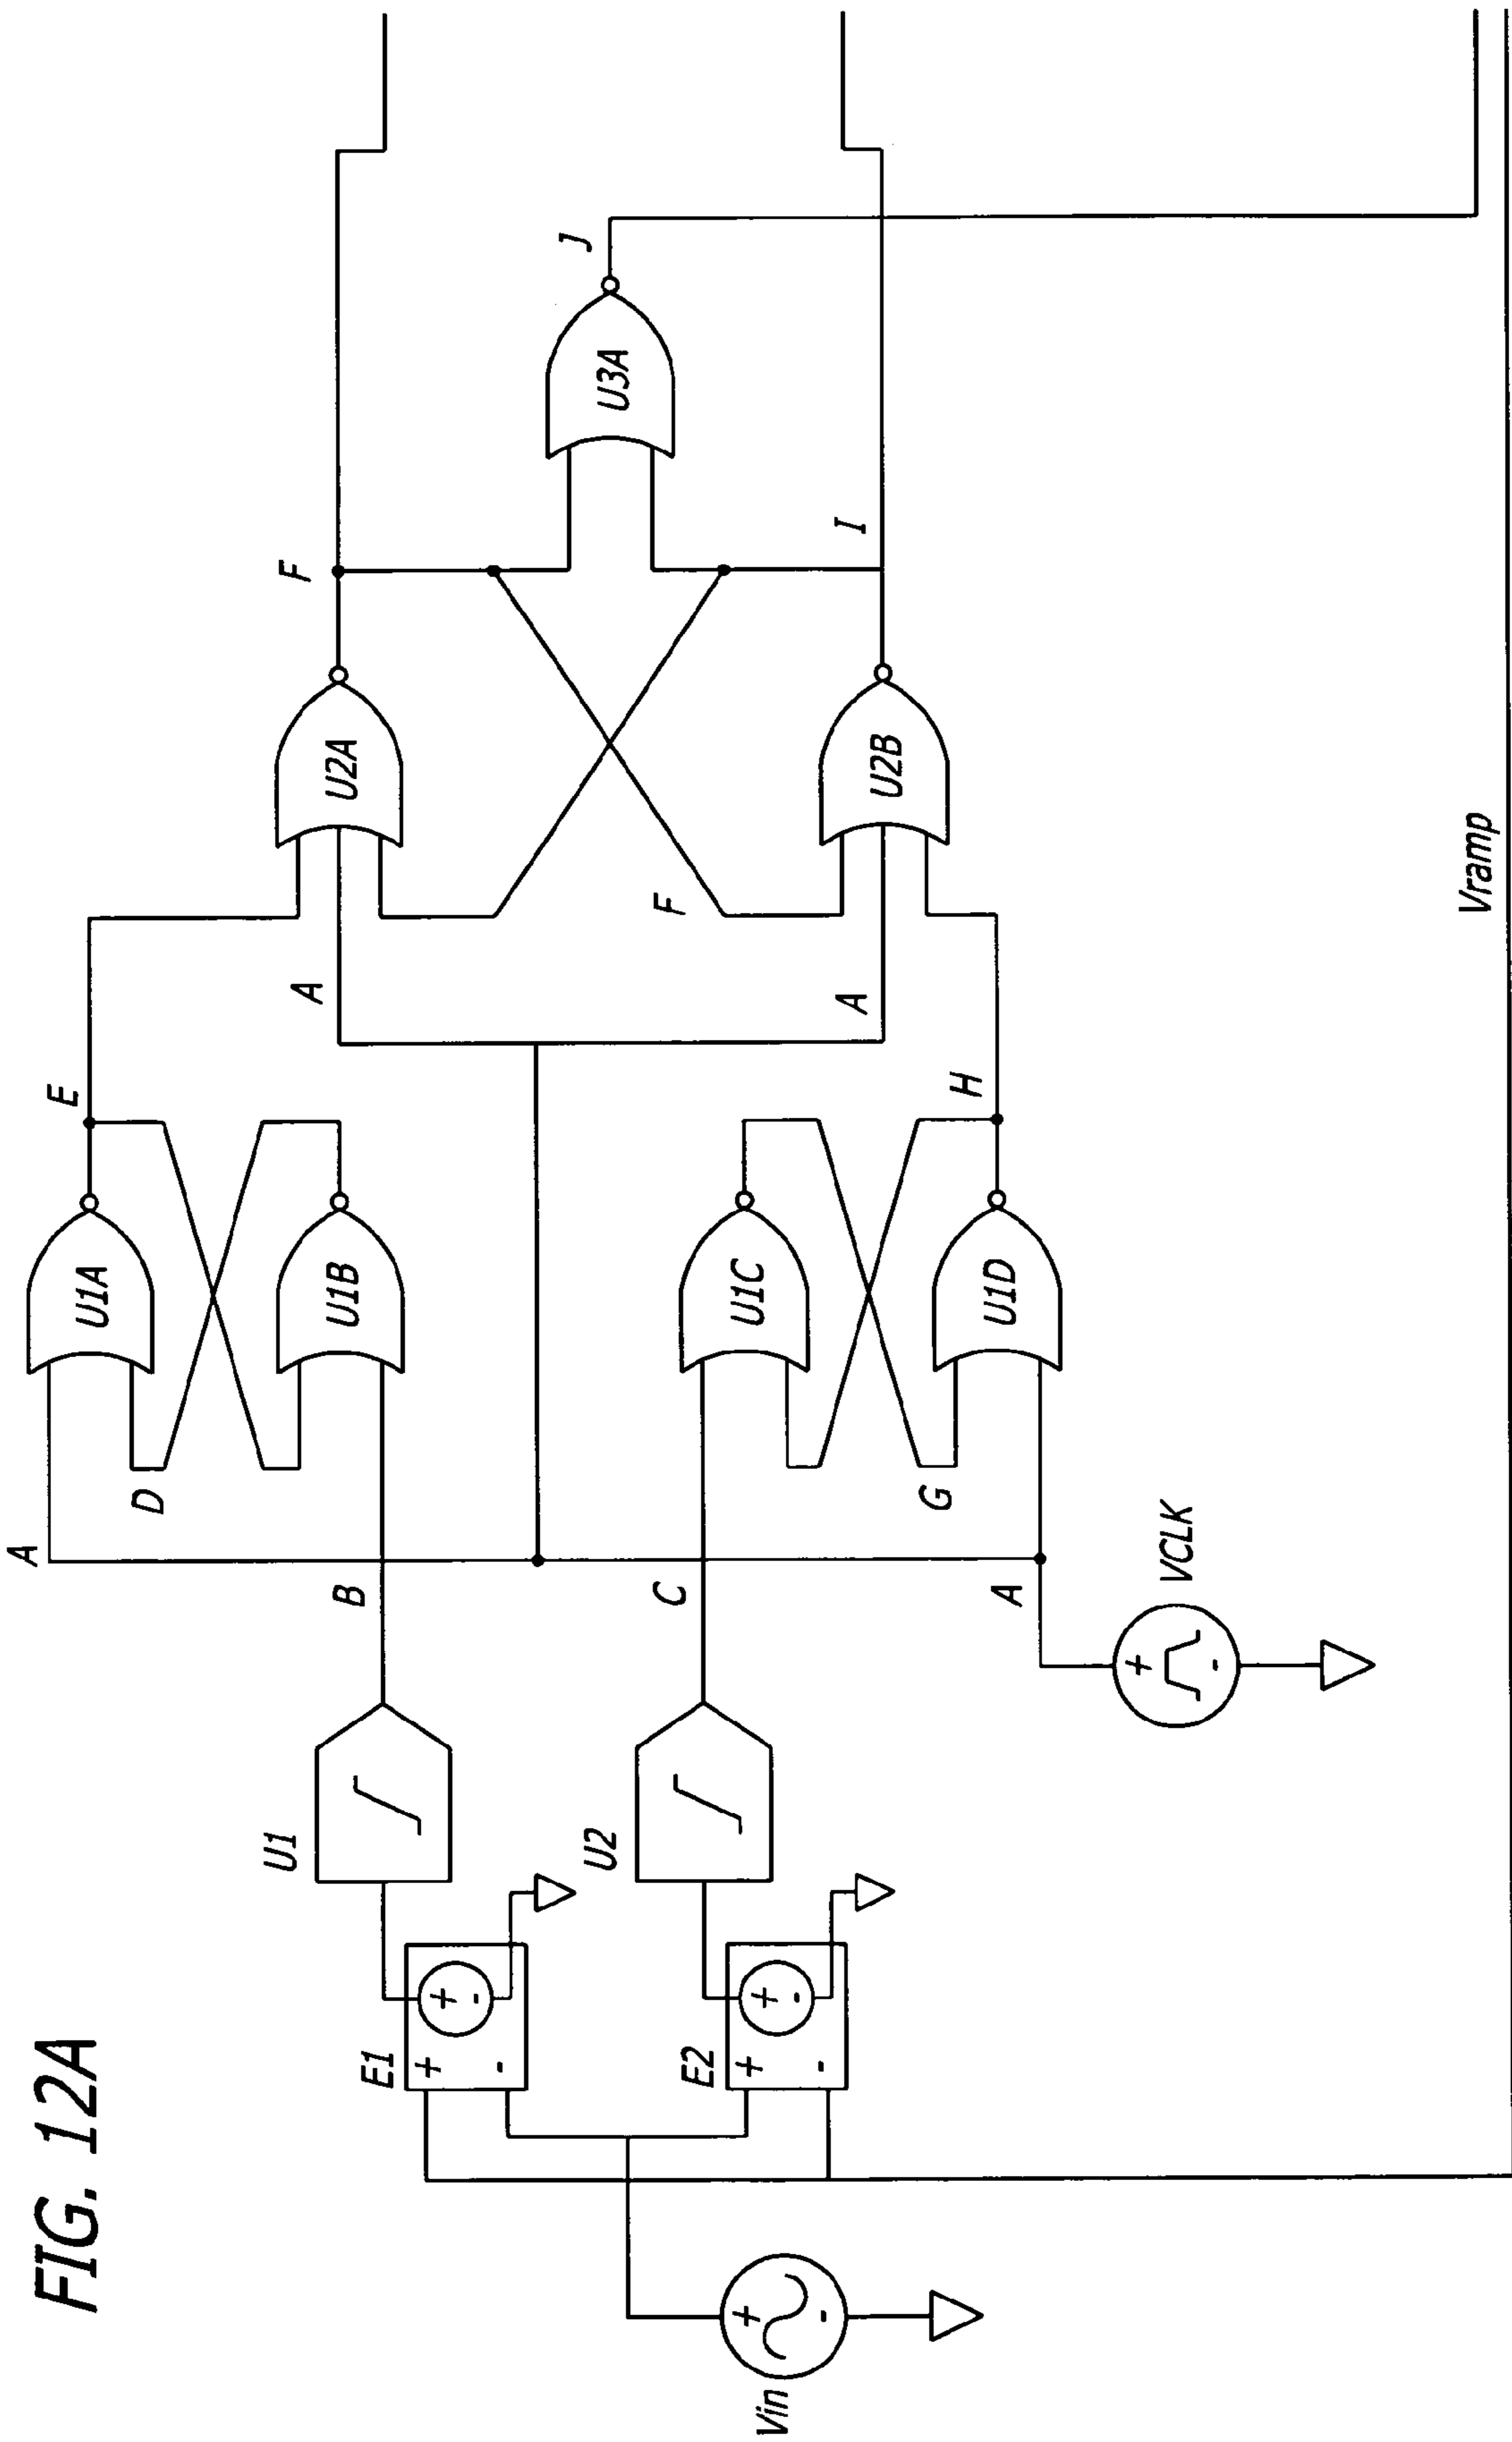 FIG. 12A
A
E
U1A
D
U1B
B
U1
E1
+
-
+
-
F
U2A
A
J
U3A
F
I
U2B
A
U2
E2
+
-
+
-
C
U1C
G
U1D
H
A
VCLK
+
-
Vin
+
-
Vramp